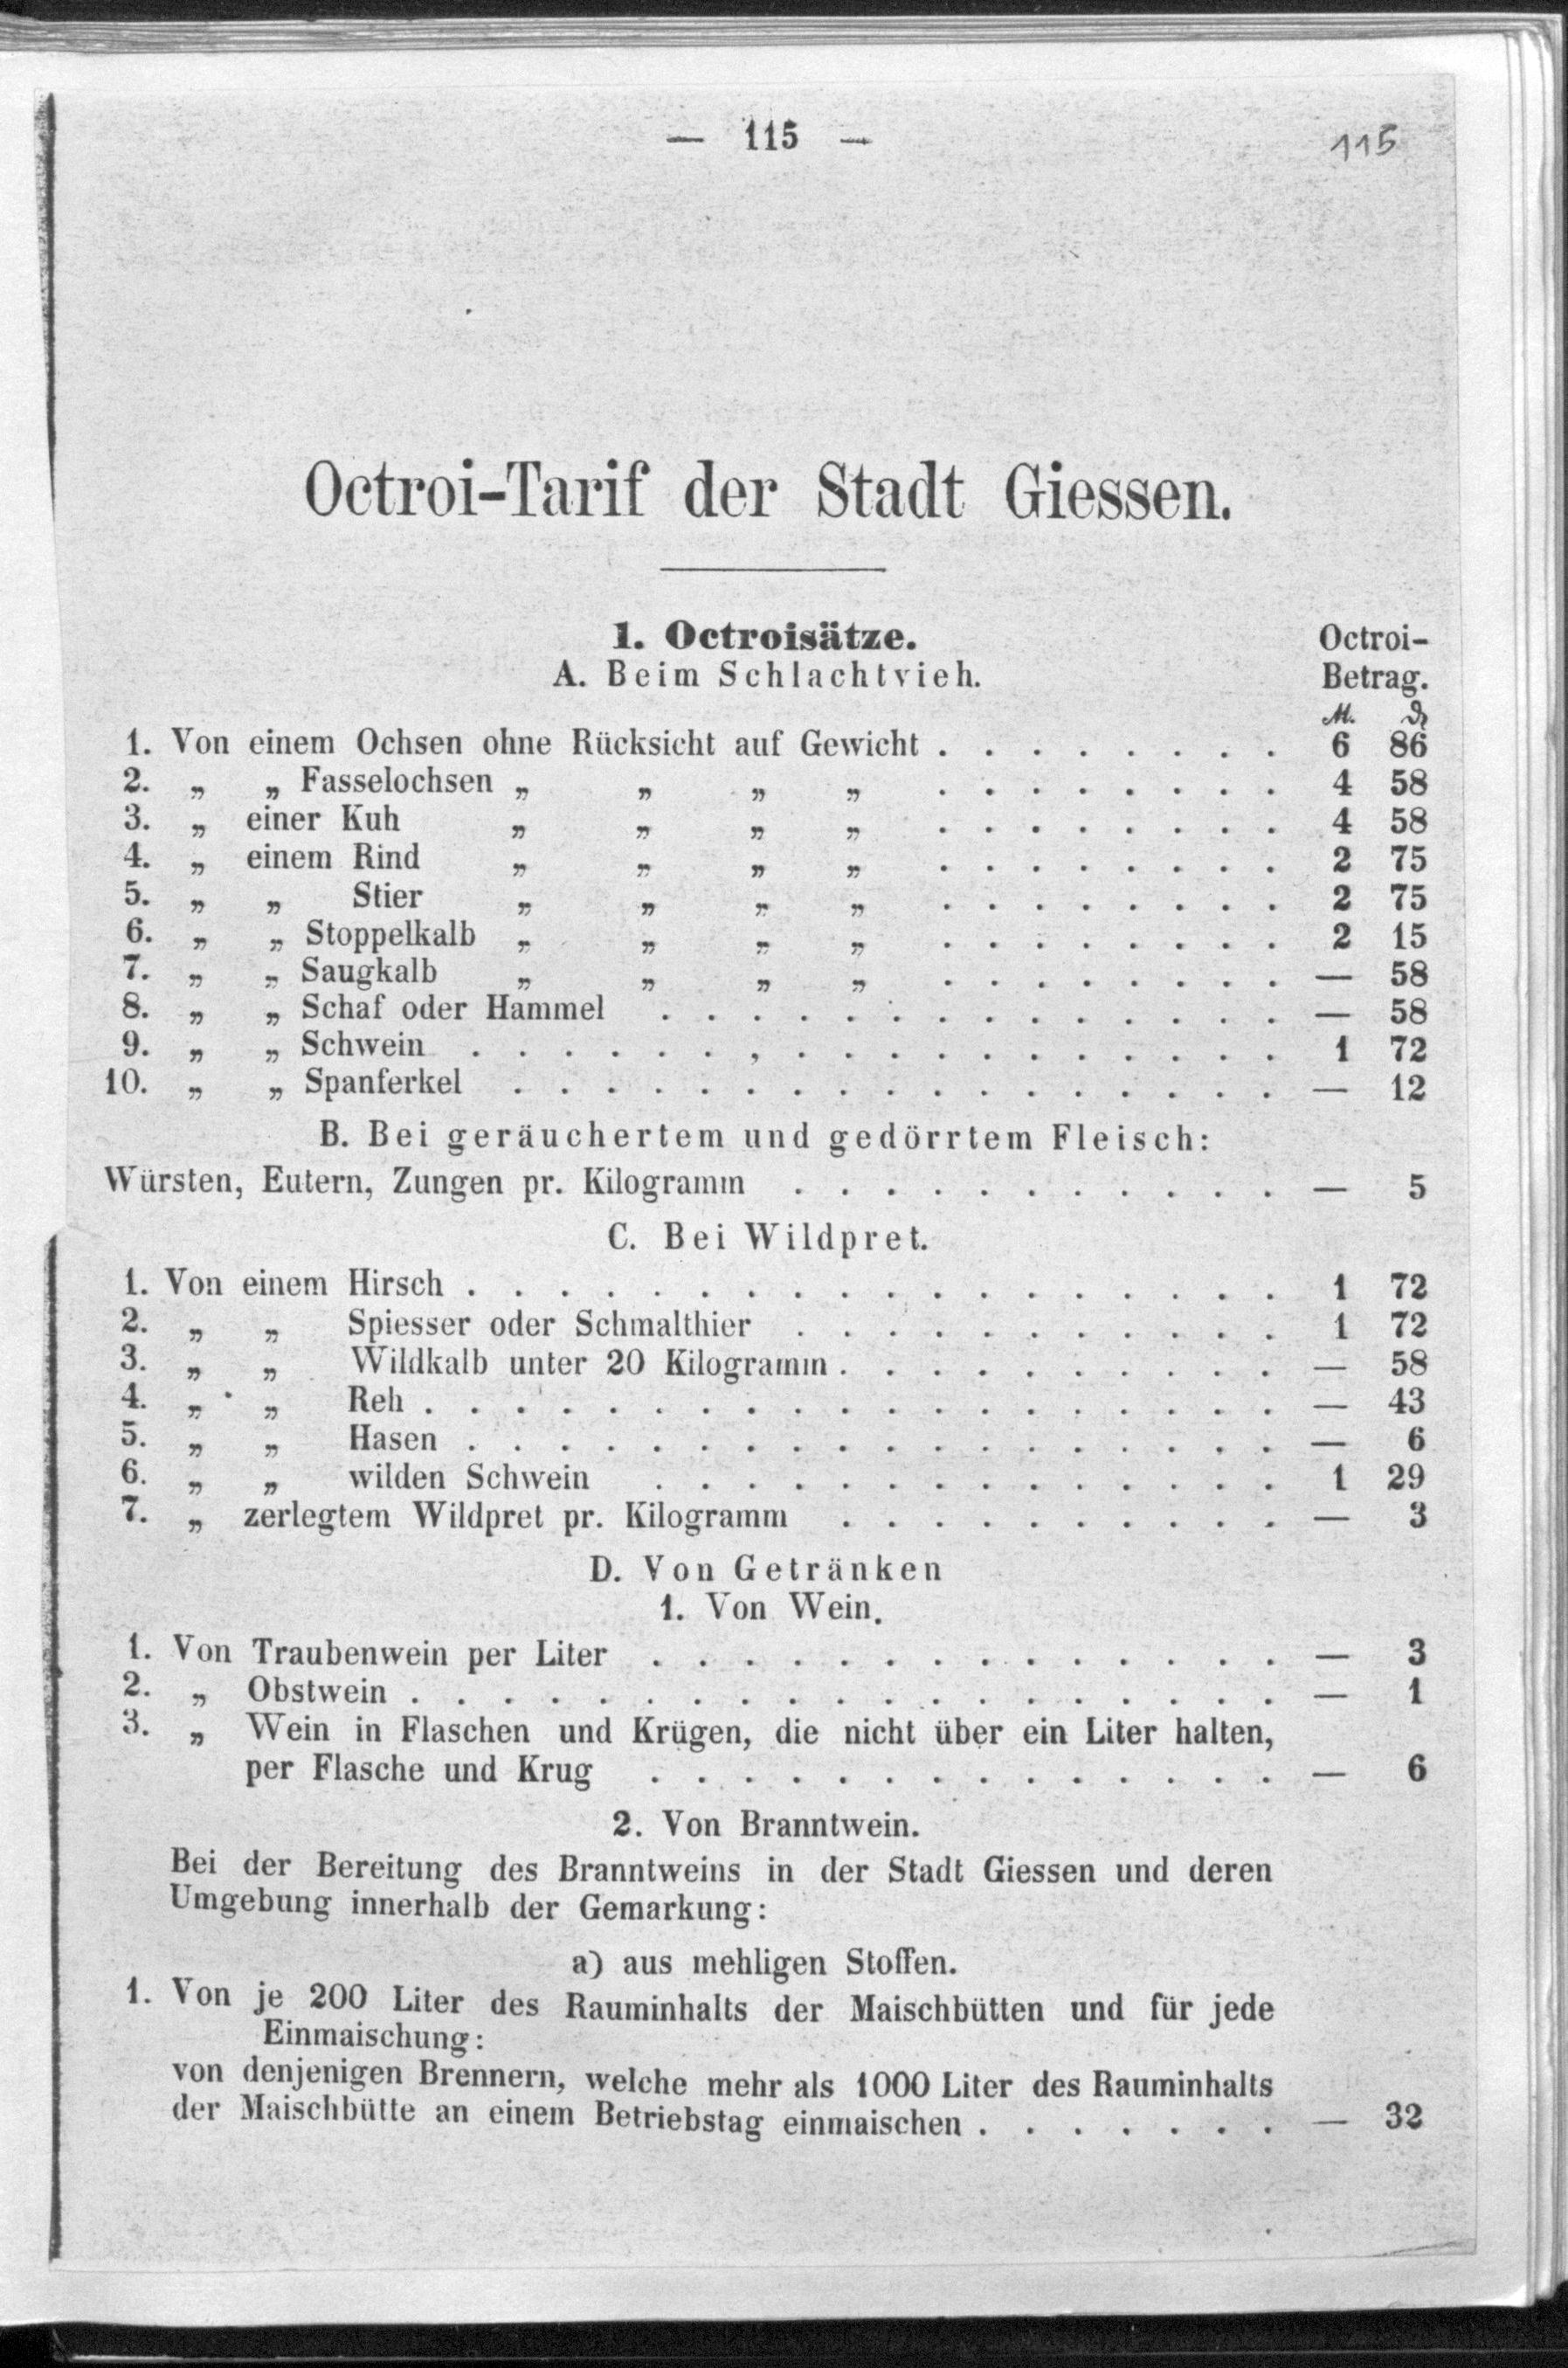 — 115 —
115
Octroi-Tarif der Stadt Giessen.
1. Octroisätze.
Octroi-
A. Beim Schlachtvieh.
Betrag.
M. ₰
1. Von einem Ochsen ohne Rücksicht auf Gewicht . . . . . . . . 6 86
2. „ „ Fasselochsen „ „ „ „ . . . . . . . . 4 58
3. „ einer Kuh „ „ „ „ . . . . . . . . 4 58
4. „ einem Rind „ „ „ „ . . . . . . . . 2 75
5. „ „ Stier „ „ „ „ . . . . . . . . 2 75
6. „ „ Stoppelkalb „ „ „ „ . . . . . . . . 2 15
7. „ „ Saugkalb „ „ „ „ . . . . . . . . — 58
8. „ „ Schaf oder Hammel . . . . . . . . . . . . . . — 58
9. „ „ Schwein . . . . . . , . . . . . . . . . . . 1 72
10. „ „ Spanferkel . . . . . . . . . . . . . . . . . — 12
B. Bei geräuchertem und gedörrtem Fleisch:
Würsten, Eutern, Zungen pr. Kilogramm . . . . . . . . . . . — 5
C. Bei Wildpret.
1. Von einem Hirsch . . . . . . . . . . . . . . . . . . 1 72
2. „ „ Spiesser oder Schmalthier . . . . . . . . . . . 1 72
3. „ „ Wildkalb unter 20 Kilogramm . . . . . . . . . . — 58
4. „ „ Reh . . . . . . . . . . . . . . . . . . . — 43
5. „ „ Hasen . . . . . . . . . . . . . . . . . . — 6
6. „ „ wilden Schwein . . . . . . . . . . . . . . 1 29
7. „ zerlegtem Wildpret pr. Kilogramm . . . . . . . . . . — 3
D. Von Getränken
1. Von Wein.
1. Von Traubenwein per Liter . . . . . . . . . . . . . . — 3
2. „ Obstwein . . . . . . . . . . . . . . . . . . . — 1
3. „ Wein in Flaschen und Krügen, die nicht über ein Liter halten,
per Flasche und Krug . . . . . . . . . . . . . . — 6
2. Von Branntwein.
Bei der Bereitung des Branntweins in der Stadt Giessen und deren
Umgebung innerhalb der Gemarkung:
a) aus mehligen Stoffen.
1. Von je 200 Liter des Rauminhalts der Maischbütten und für jede
Einmaischung:
von denjenigen Brennern, welche mehr als 1000 Liter des Rauminhalts
der Maischbütte an einem Betriebstag einmaischen . . . . . . . — 32